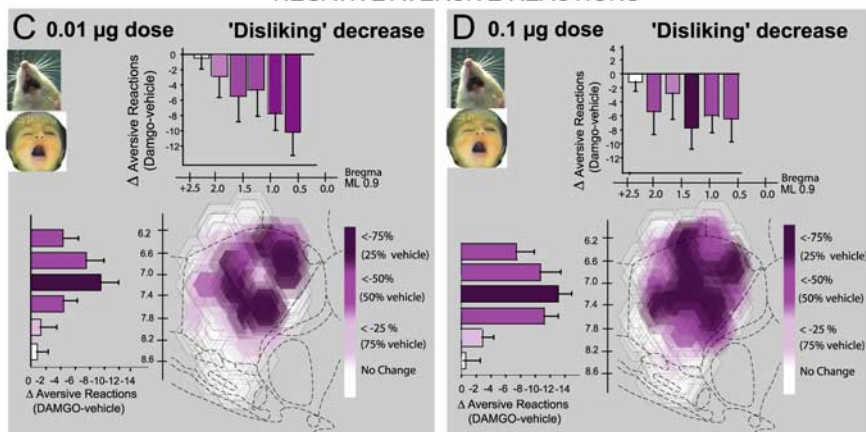 NEGATIVE AVERSIVE REACTIONS
C 0.01 µg dose 'Disliking' decrease
Δ Aversive Reactions
(Damgo-vehicle)
0
-2
-4
-6
-8
-10
-12
Bregma
ML 0.9
+2.5 2.0 1.5 1.0 0.5 0.0
6.2
6.6
7.0
7.4
7.8
8.2
8.6
0 -2 -4 -6 -8 -10 -12 -14
Δ Aversive Reactions
(DAMGO-vehicle)
<-75%
(25% vehicle)
<-50%
(50% vehicle)
<-25 %
(75% vehicle)
No Change
D 0.1 µg dose 'Disliking' decrease
Δ Aversive Reactions
(Damgo-vehicle)
4
2
0
-2
-4
-6
-8
-10
-12
Bregma
ML 0.9
+2.5 2.0 1.5 1.0 0.5 0.0
6.2
6.6
7.0
7.4
7.8
8.2
8.6
0 -2 -4 -6 -8 -10 -12 14
Δ Aversive Reactions
(DAMGO-vehicle)
<-75%
(25% vehicle)
<-50%
(50% vehicle)
<-25 %
(75% vehicle)
No Change